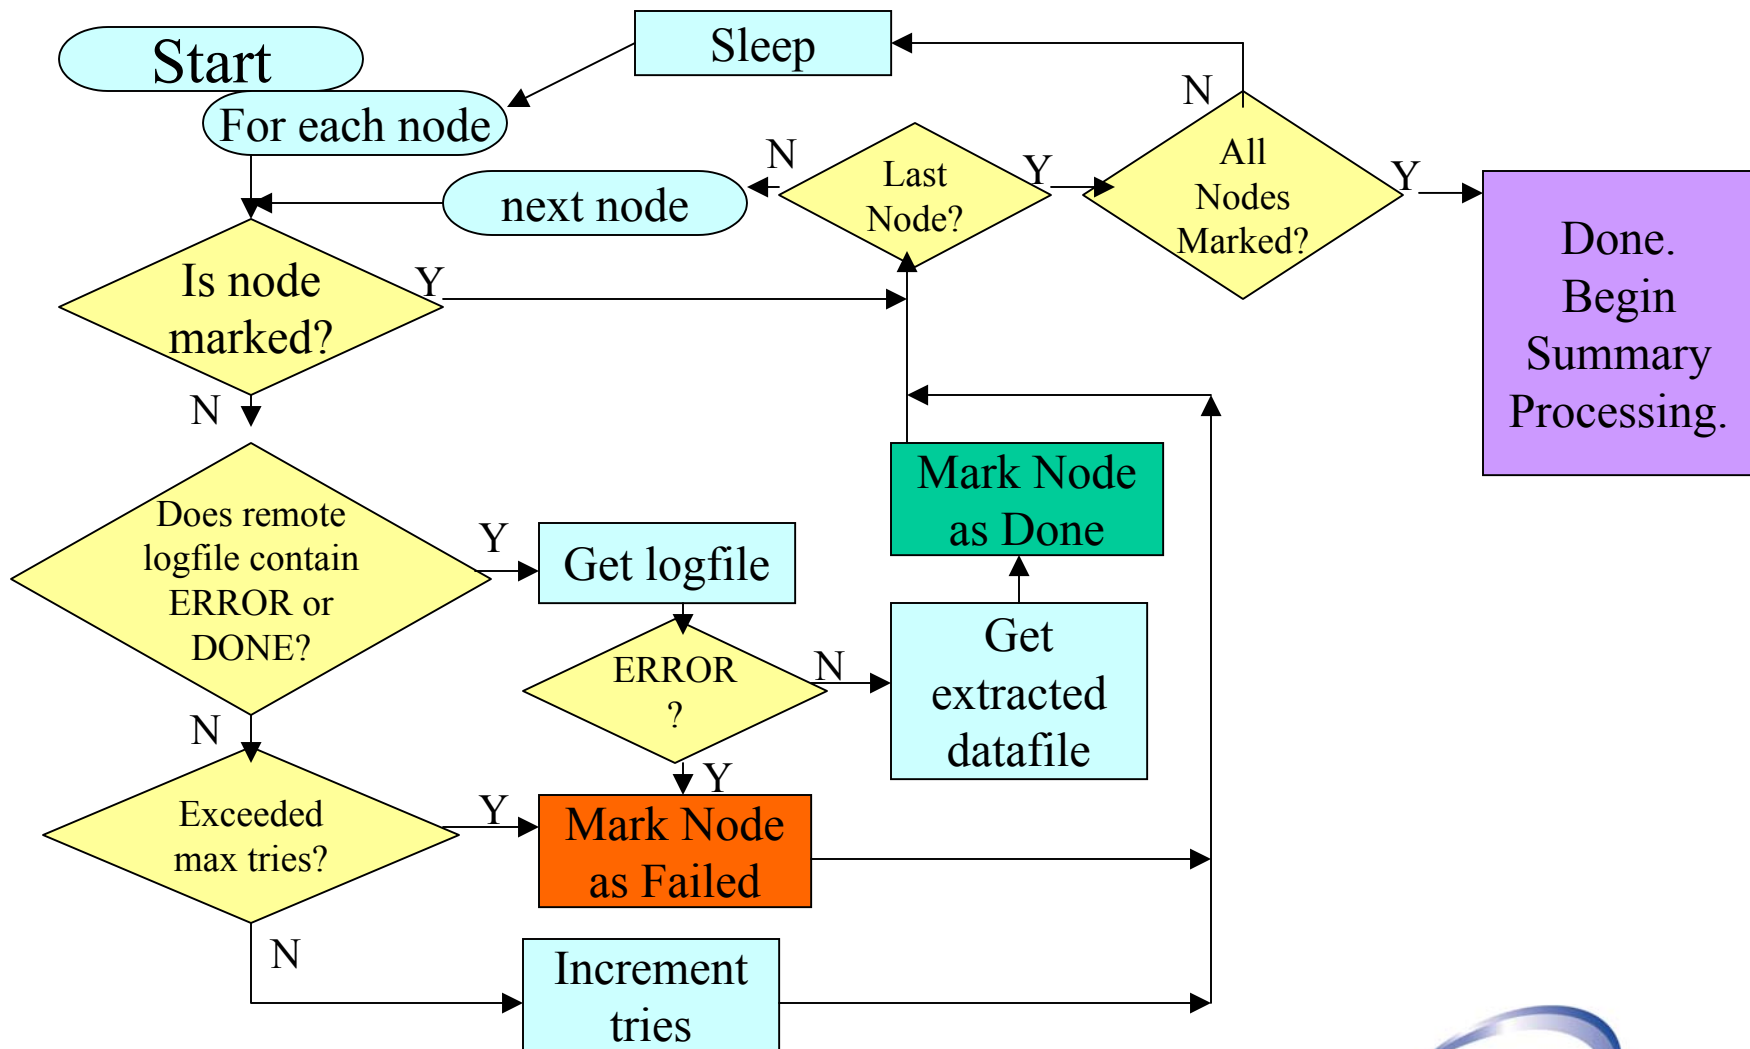 Start
Sleep
For each node
N
N
Last
Node?
Y
All
Nodes
Marked?
Y
next node
Done.
Begin
Summary
Processing.
Is node
marked?
Y
N
Mark Node
as Done
Does remote
logfile contain
ERROR or
DONE?
Y
Get logfile
ERROR
?
N
Get
extracted
datafile
N
Y
Exceeded
max tries?
Y
Mark Node
as Failed
N
Increment
tries